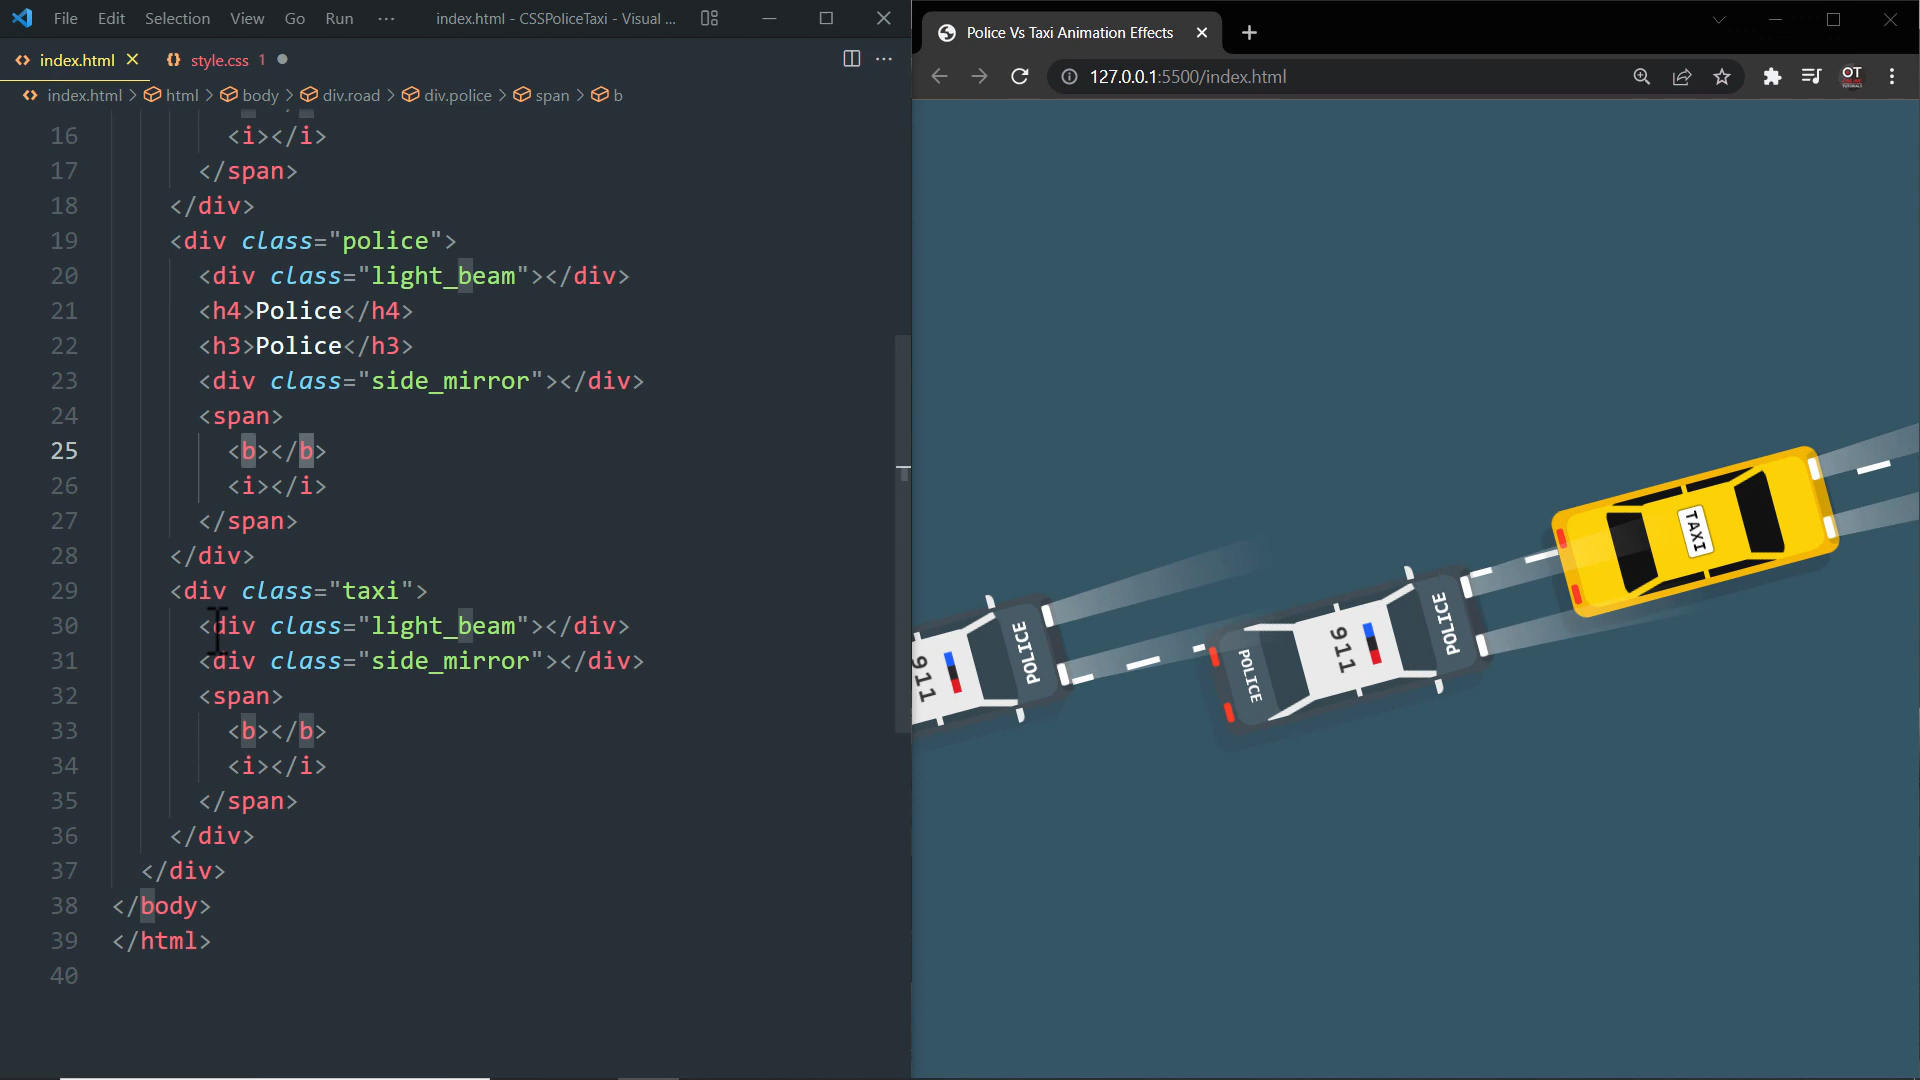 File Edit Selection View Go Run ··· index.html - CSSPoliceTaxi - Visual ...
index.html style.css 1
index.html > html > body > div.road > div.police > span > b
16 <i></i>
17 </span>
18 </div>
19 <div class="police">
20 <div class="light_beam"></div>
21 <h4>Police</h4>
22 <h3>Police</h3>
23 <div class="side_mirror"></div>
24 <span>
25 <b></b>
26 <i></i>
27 </span>
28 </div>
29 <div class="taxi">
30 <div class="light_beam"></div>
31 <div class="side_mirror"></div>
32 <span>
33 <b></b>
34 <i></i>
35 </span>
36 </div>
37 </div>
38 </body>
39 </html>
40
Police Vs Taxi Animation Effects
127.0.0.1:5500/index.html
OT
911
POLICE
POLICE
911
POLICE
TAXI